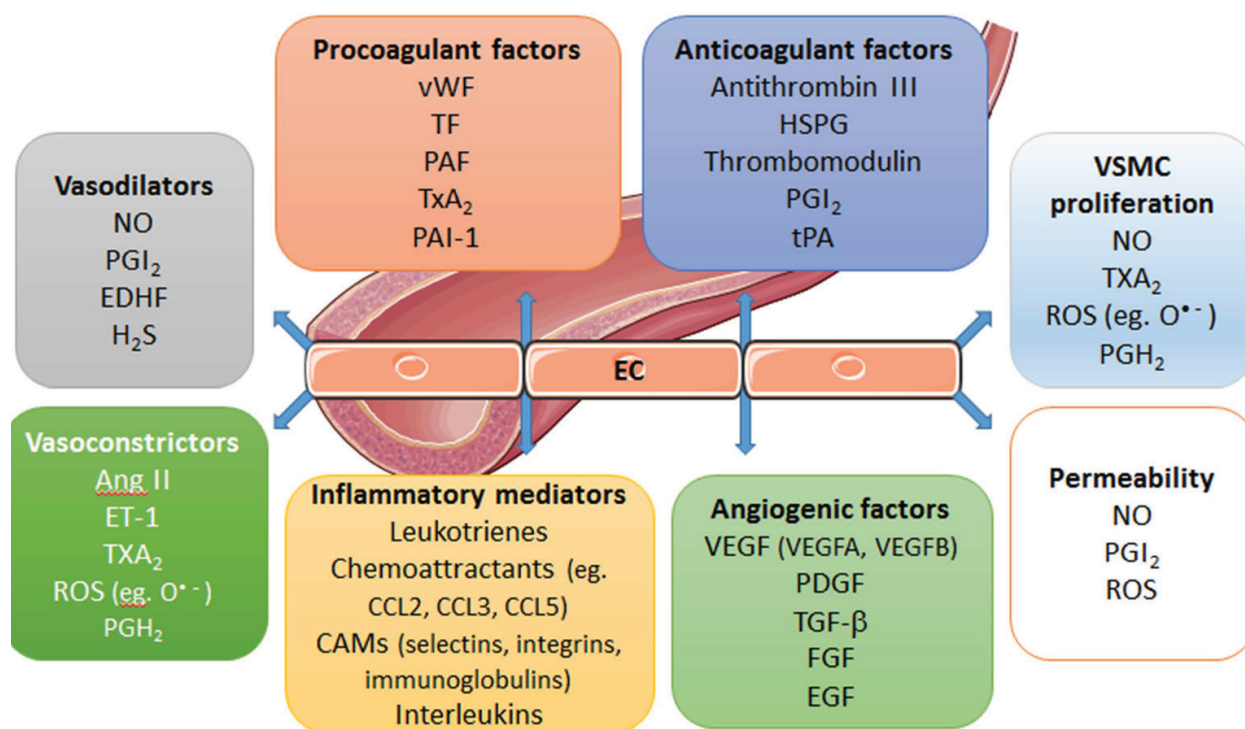 Procoagulant factors
vWF
TF
PAF
TxA₂
PAI-1
Anticoagulant factors
Antithrombin III
HSPG
Thrombomodulin
PGI₂
tPA
Vasodilators
NO
PGI₂
EDHF
H₂S
VSMC
proliferation
NO
TXA₂
ROS (eg. O•-)
PGH₂
EC
Vasoconstrictors
Ang II
ET-1
TXA₂
ROS (eg. O•-)
PGH₂
Inflammatory mediators
Leukotrienes
Chemoattractants (eg.
CCL2, CCL3, CCL5)
CAMs (selectins, integrins,
immunoglobulins)
Interleukins
Angiogenic factors
VEGF (VEGFA, VEGFB)
PDGF
TGF-β
FGF
EGF
Permeability
NO
PGI₂
ROS